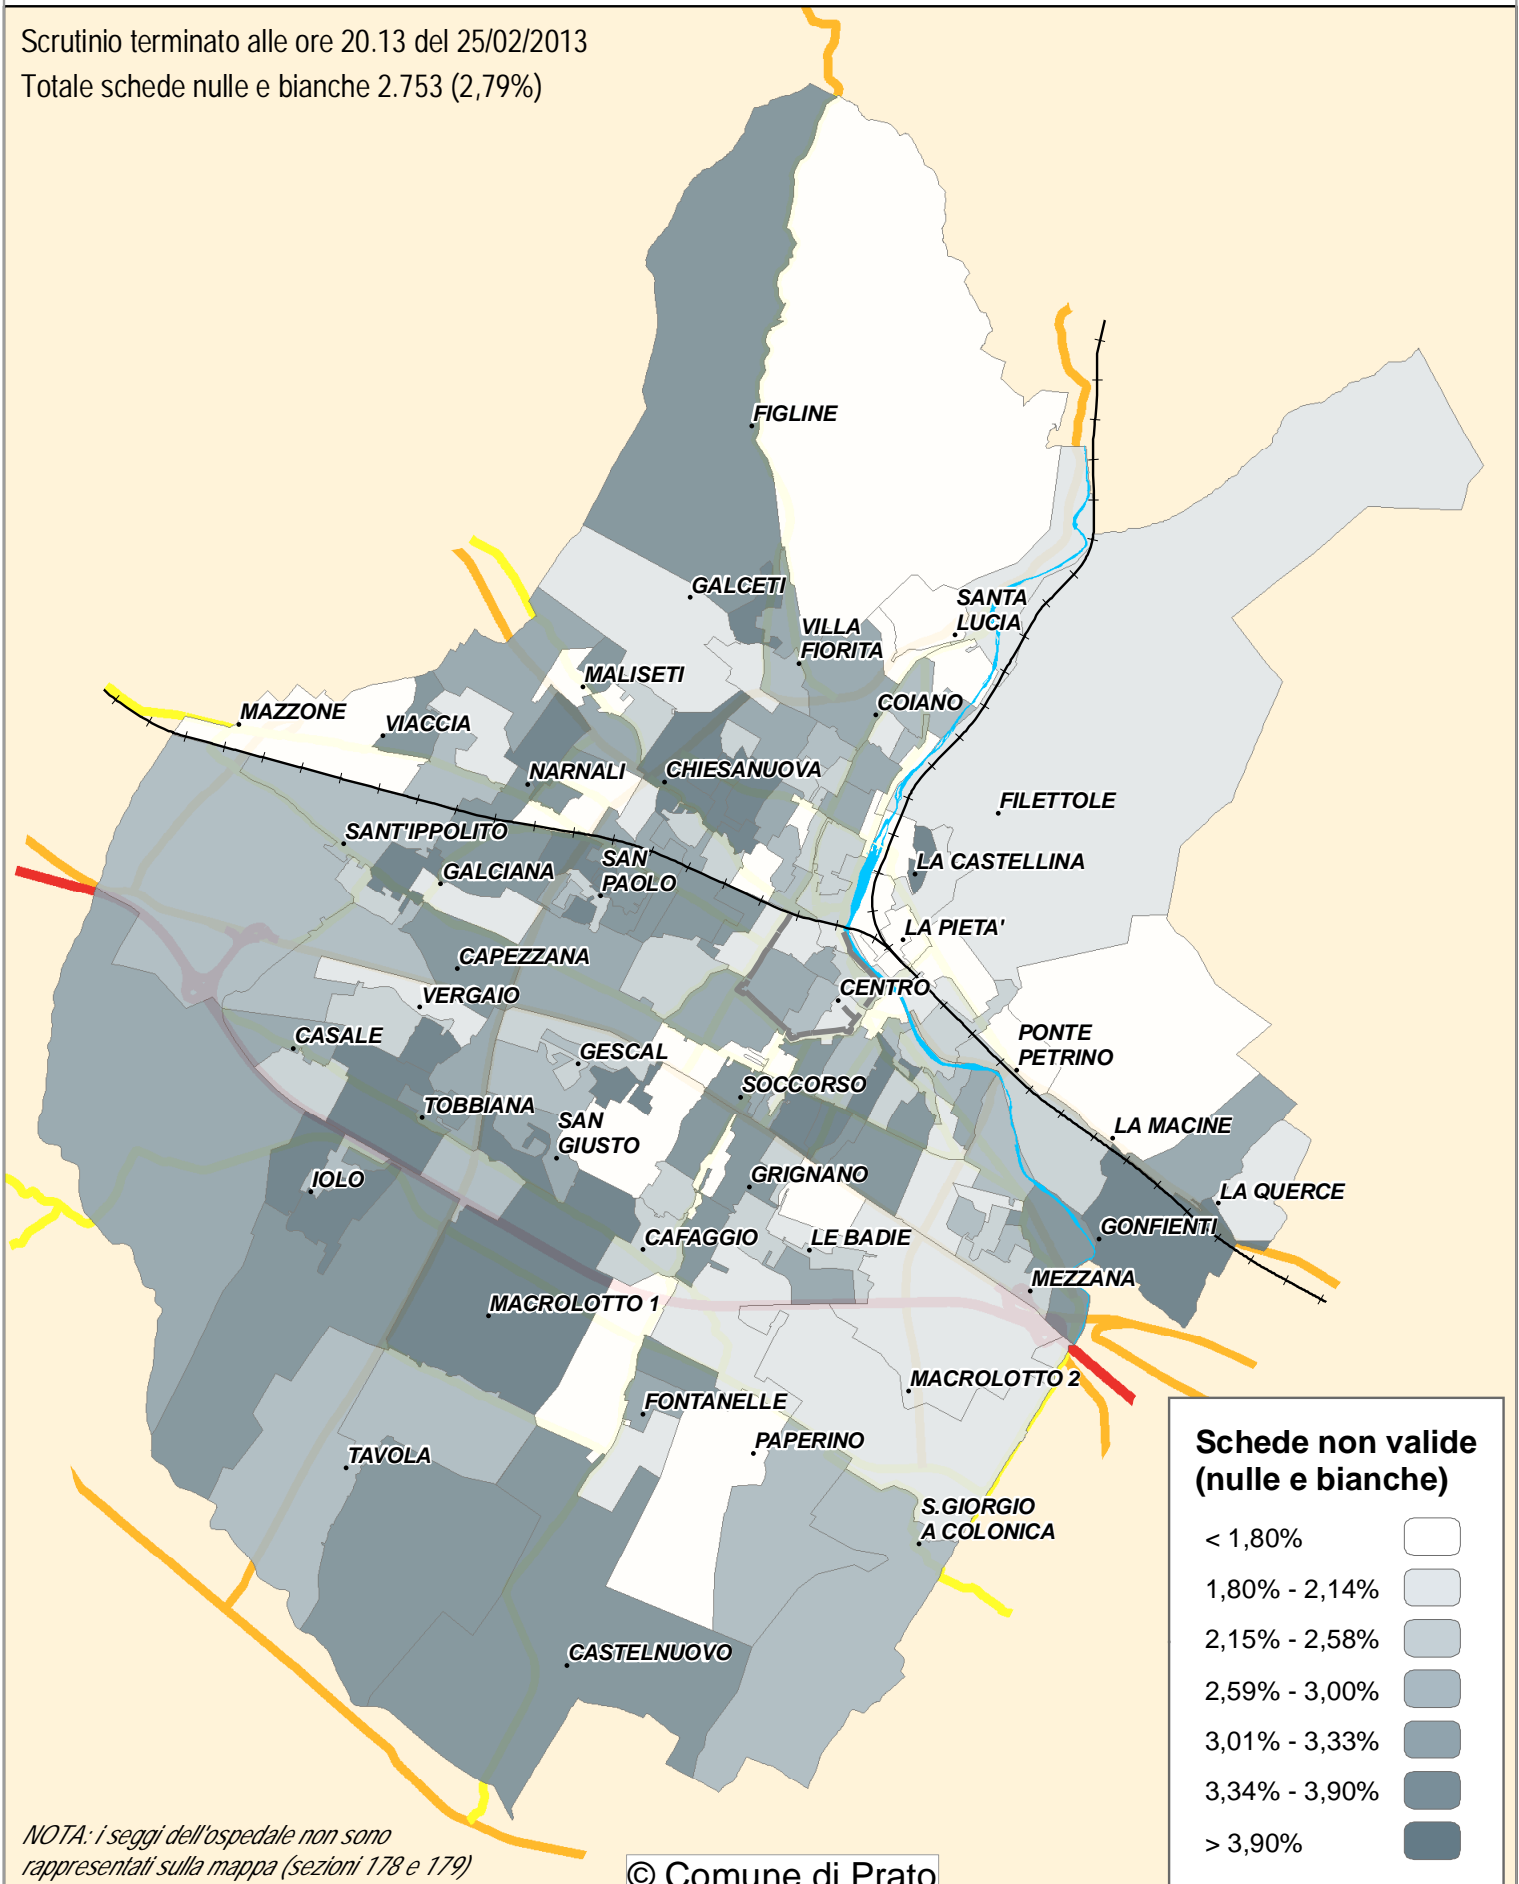 Scrutinio terminato alle ore 20.13 del 25/02/2013
Totale schede nulle e bianche 2.753 (2,79%)
FIGLINE
GALCETI
SANTA
LUCIA
VILLA
FIORITA
MALISETI
COIANO
MAZZONE
VIACCIA
NARNALI
CHIESANUOVA
FILETTOLE
SANT'IPPOLITO
GALCIANA
SAN
PAOLO
LA CASTELLINA
LA PIETA'
CAPEZZANA
VERGAIO
CENTRO
CASALE
GESCAL
PONTE
PETRINO
SOCCORSO
TOBBIANA
SAN
GIUSTO
LA MACINE
IOLO
GRIGNANO
LA QUERCE
CAFAGGIO
LE BADIE
GONFIENTI
MEZZANA
MACROLOTTO 1
MACROLOTTO 2
FONTANELLE
PAPERINO
TAVOLA
S.GIORGIO
A COLONICA
CASTELNUOVO
Schede non valide
(nulle e bianche)
< 1,80%
1,80% - 2,14%
2,15% - 2,58%
2,59% - 3,00%
3,01% - 3,33%
3,34% - 3,90%
> 3,90%
NOTA: i seggi dell'ospedale non sono
rappresentati sulla mappa (sezioni 178 e 179)
© Comune di Prato